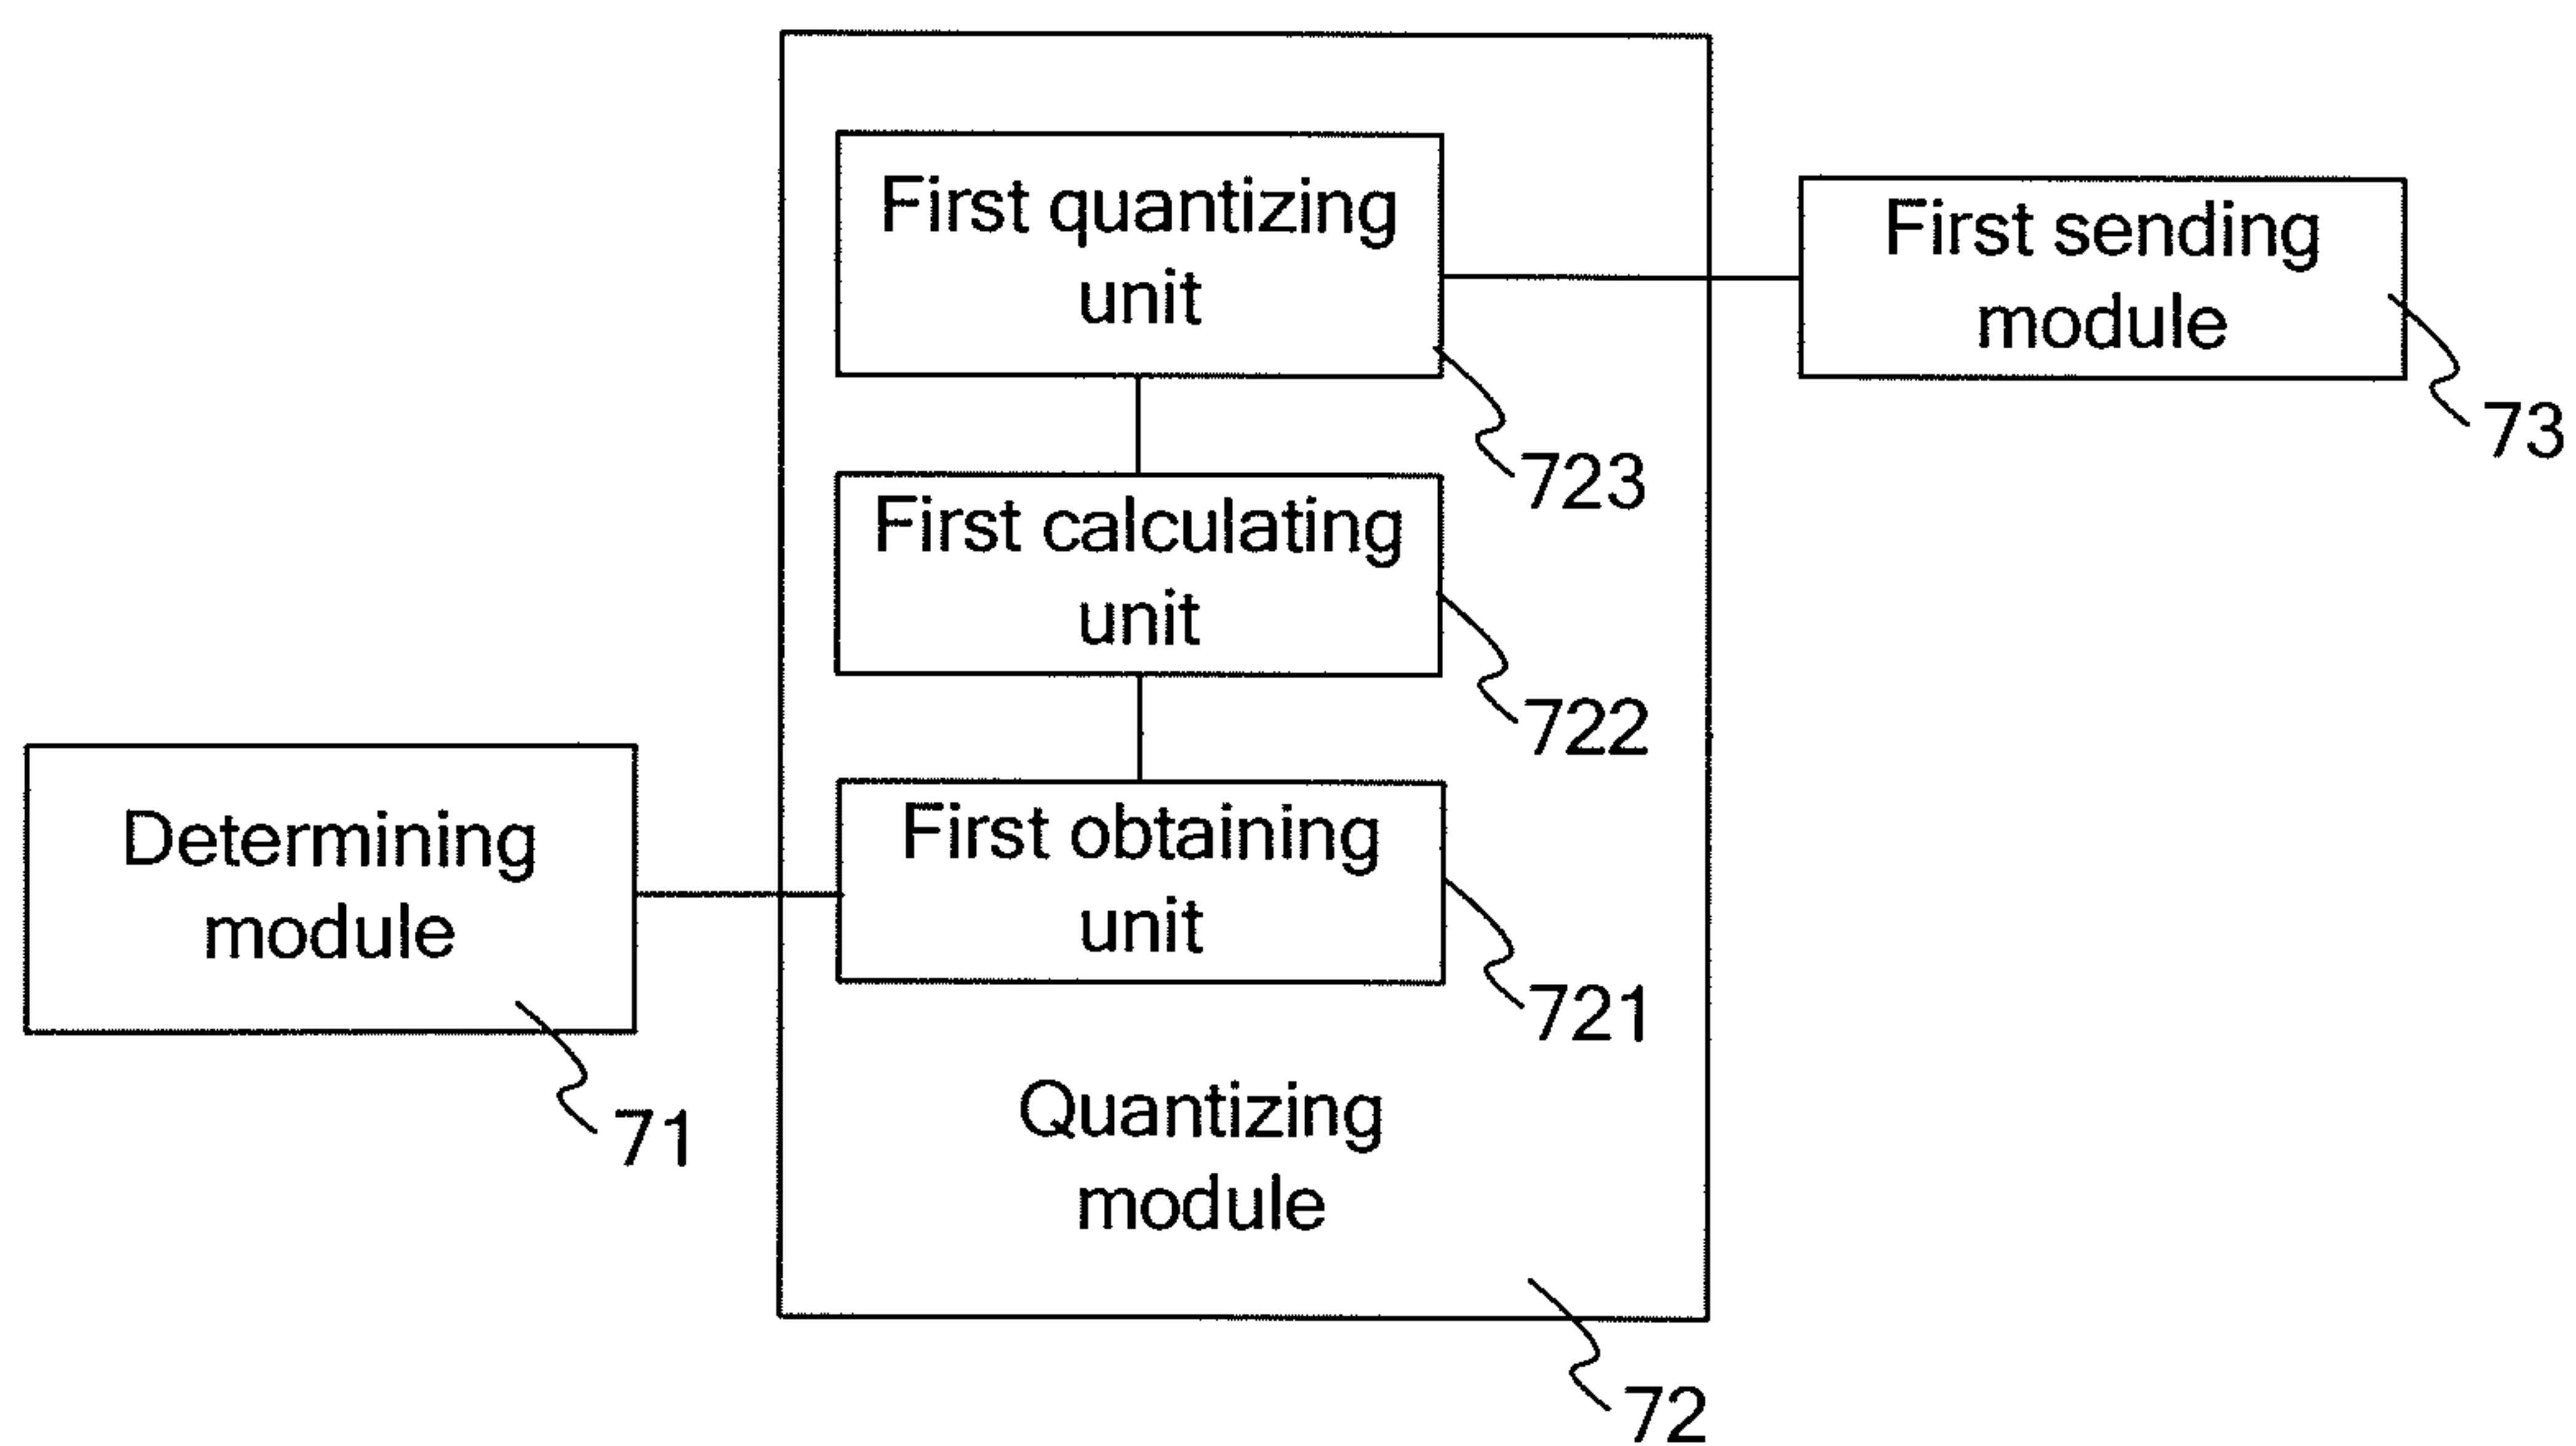 First quantizing
unit
First sending
module
73
723
First calculating
unit
722
Determining
module
71
First obtaining
unit
721
Quantizing
module
72